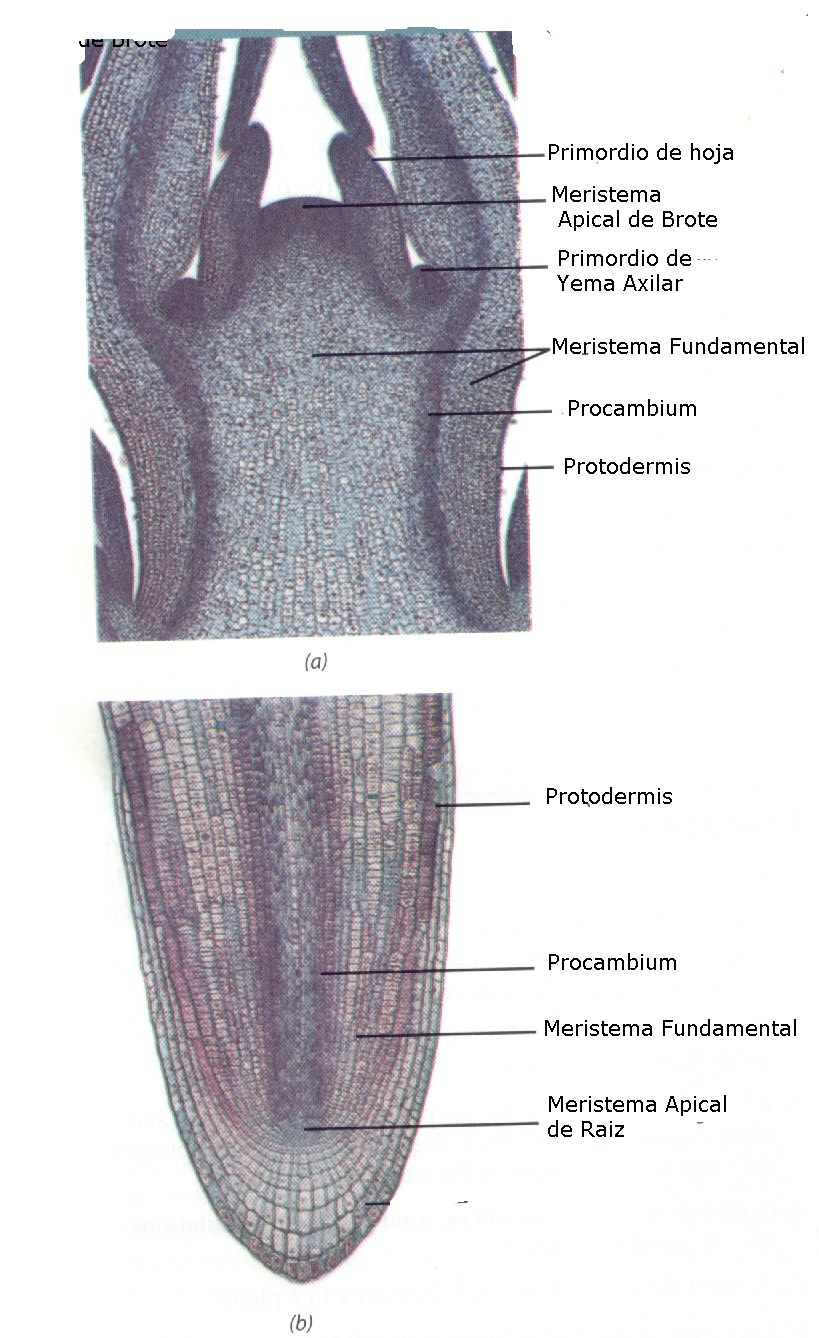 de Brote
Primordio de hoja
Meristema
Apical de Brote
Primordio de
Yema Axilar
Meristema Fundamental
Procambium
Protodermis
(a)
Protodermis
Procambium
Meristema Fundamental
Meristema Apical
de Raiz
(b)